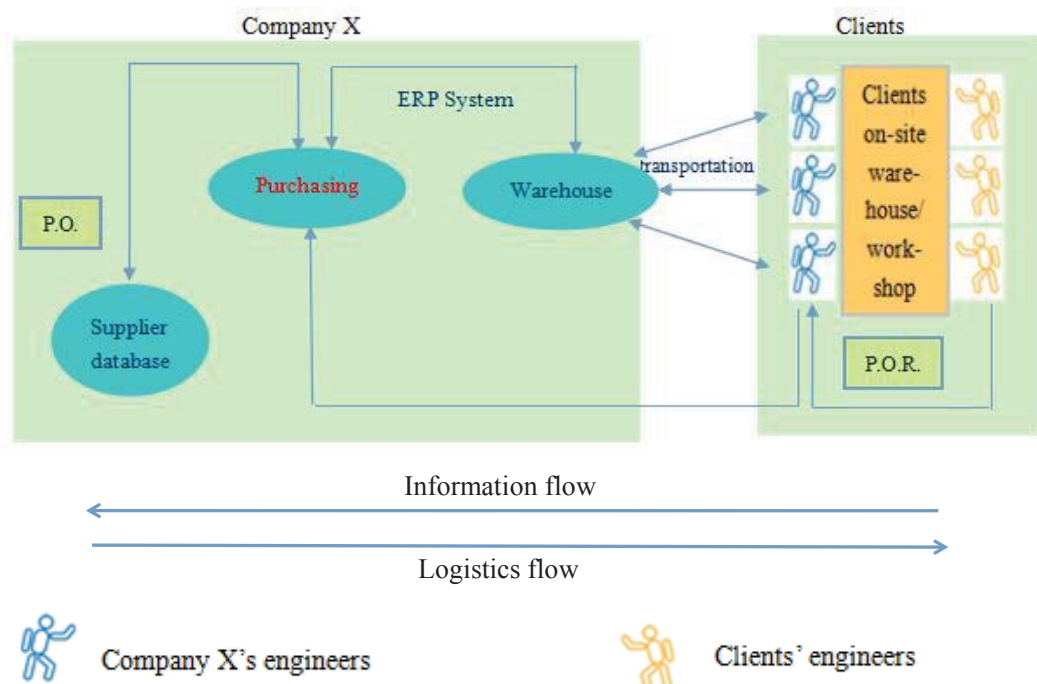 Company X
Clients
ERP System
Purchasing
Warehouse
transportation
P.O.
Supplier
database
Clients
on-site
ware-
house/
work-
shop
P.O.R.
Information flow
Logistics flow
Company X's engineers
Clients' engineers